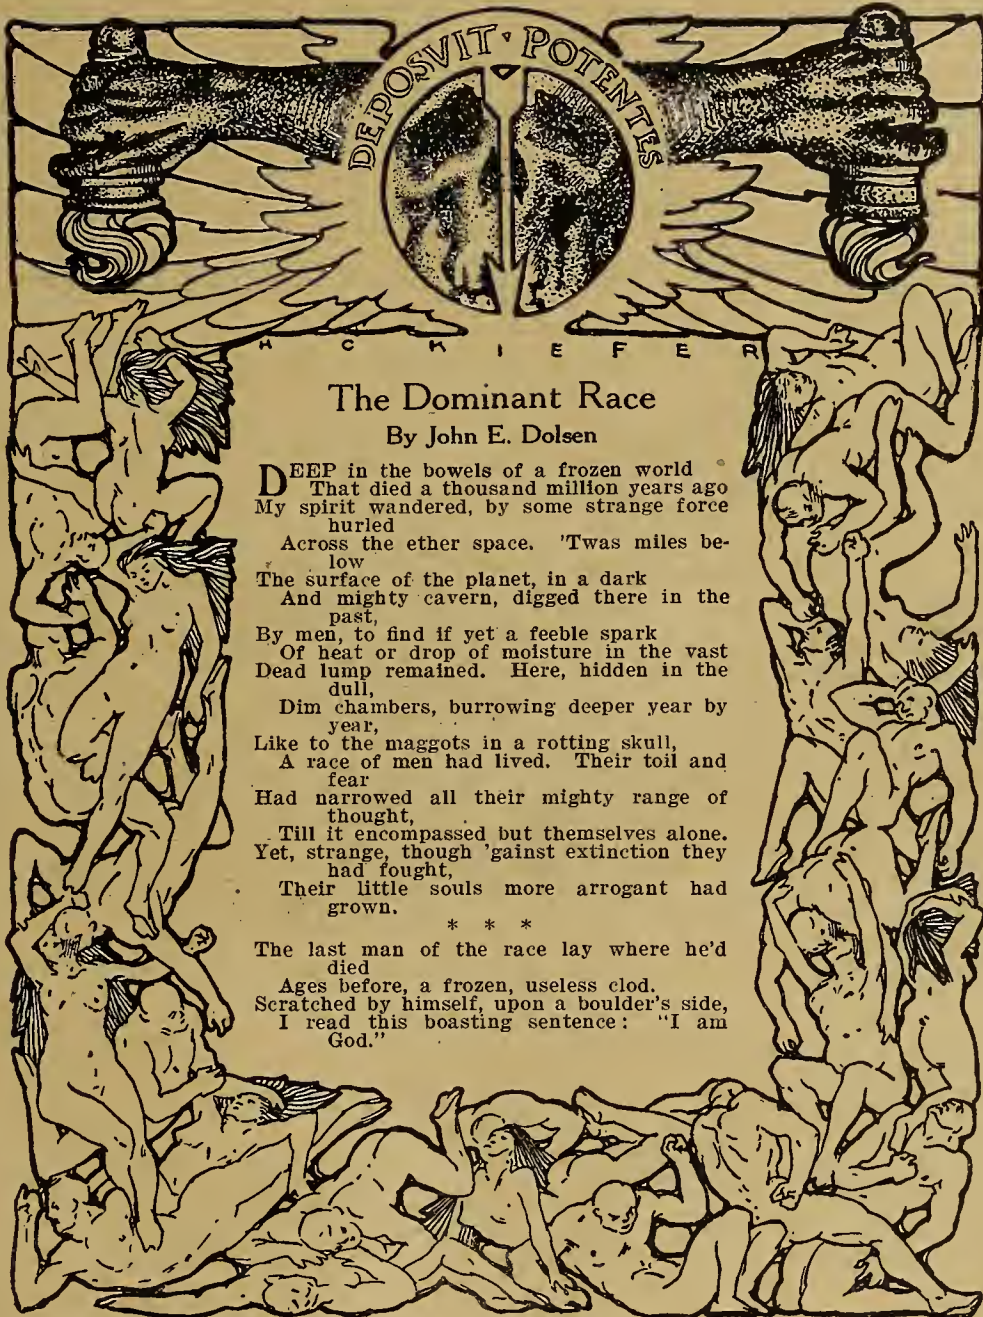 DEPOSVIT · POTENTES
H C K I E F E R
The Dominant Race
By John E. Dolsen
DEEP in the bowels of a frozen world
That died a thousand million years ago
My spirit wandered, by some strange force
hurled
Across the ether space. 'Twas miles be-
low
The surface of the planet, in a dark
And mighty cavern, digged there in the
past,
By men, to find if yet a feeble spark
Of heat or drop of moisture in the vast
Dead lump remained. Here, hidden in the
dull,
Dim chambers, burrowing deeper year by
year,
Like to the maggots in a rotting skull,
A race of men had lived. Their toil and
fear
Had narrowed all their mighty range of
thought,
Till it encompassed but themselves alone.
Yet, strange, though 'gainst extinction they
had fought,
Their little souls more arrogant had
grown.
* * *
The last man of the race lay where he'd
died
Ages before, a frozen, useless clod.
Scratched by himself, upon a boulder's side,
I read this boasting sentence: "I am
God."